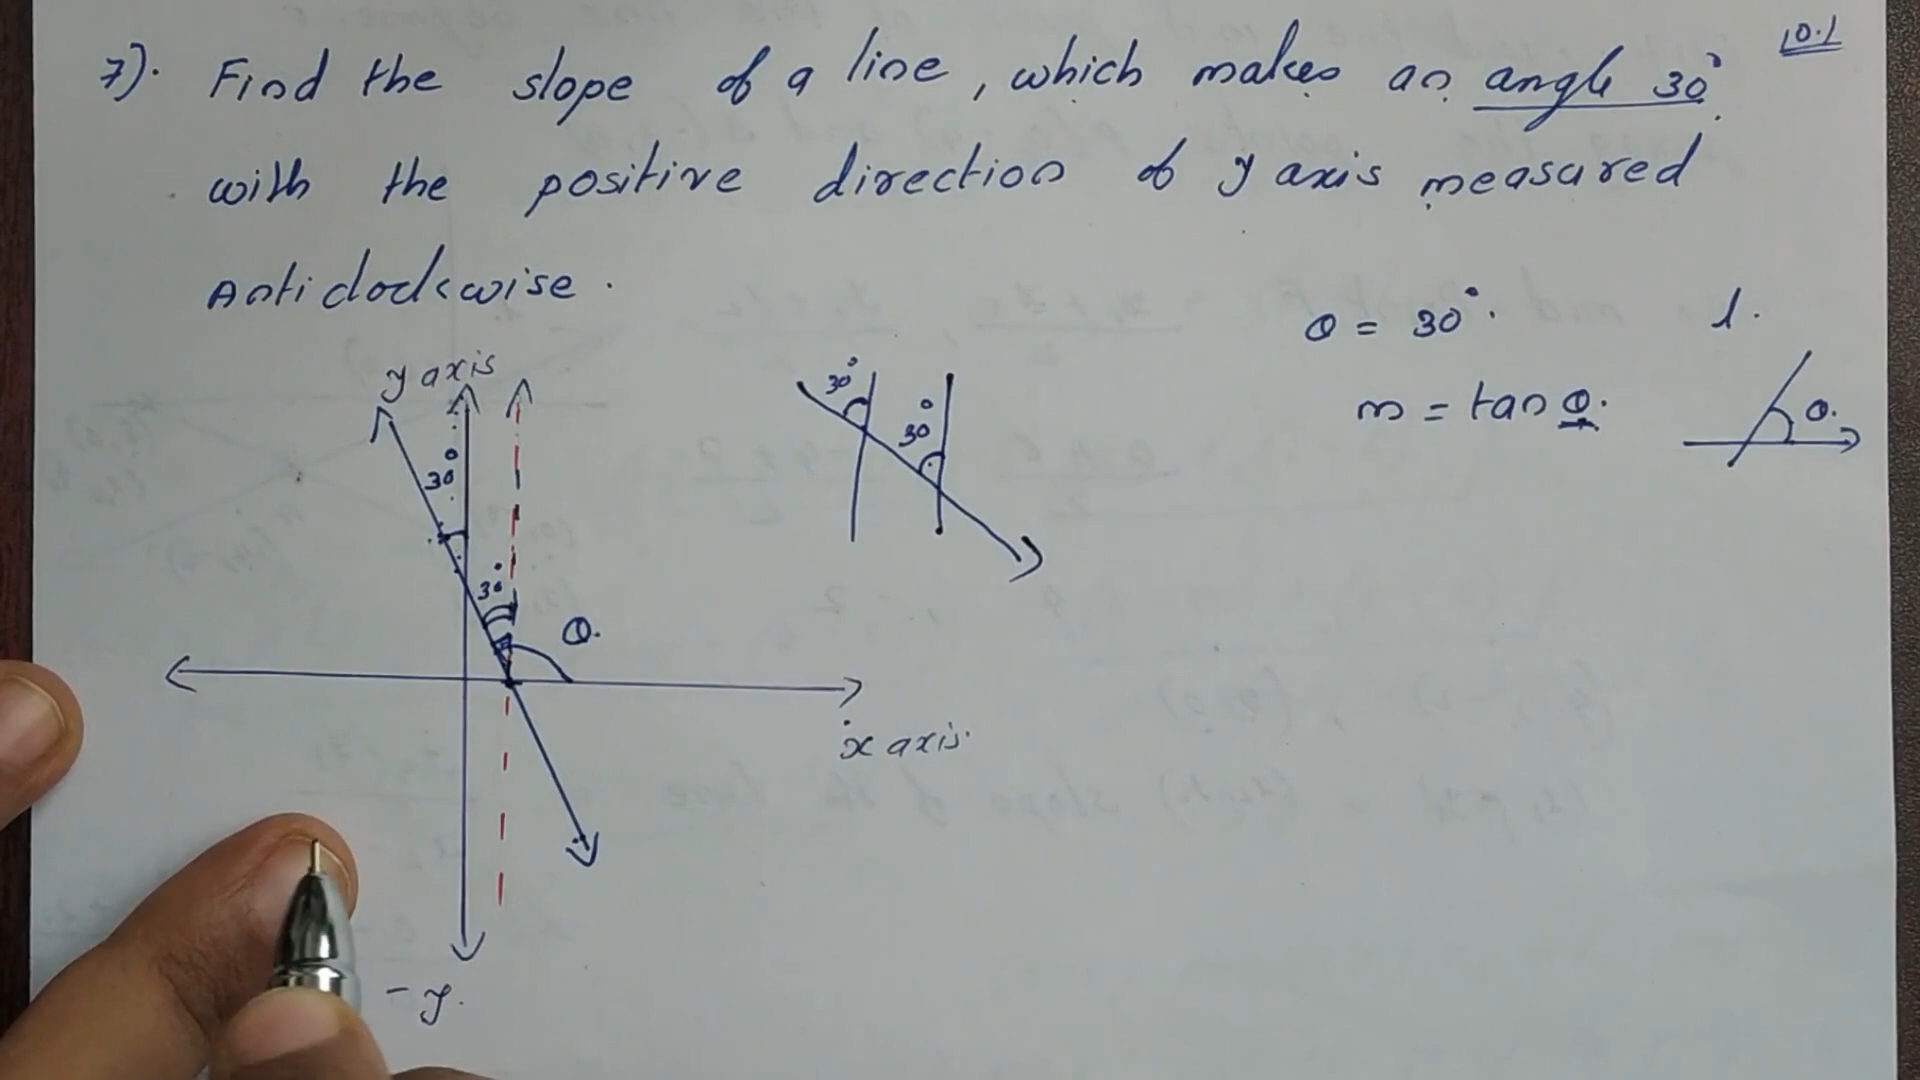 10.1
7). Find the slope of a line, which makes an angle 30°.
with the positive direction of y axis measured
Anticlockwise.
θ = 30°. l.
m = tan θ. θ.
y axis
30° 30° 30°
30° θ.
x axis.
-y.